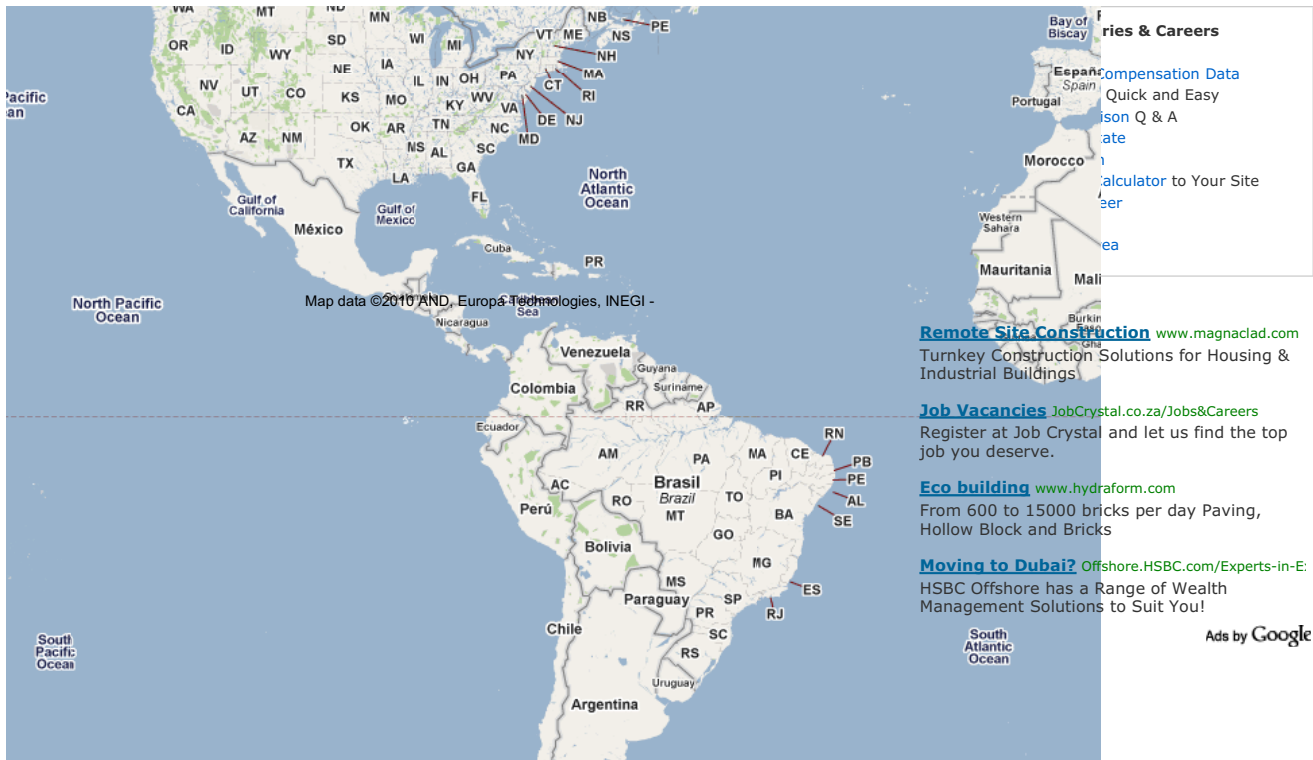 WA
MT
ND
MN
NB
PE
OR
ID
SD
WI
MI
VT
ME
NS
WY
NY
NH
NE
IA
PA
MA
NV
UT
CO
IL
IN
OH
CT
RI
KS
MO
KY
WV
VA
CA
DE
NJ
OK
AR
TN
NC
MD
AZ
NM
MS
AL
SC
TX
GA
LA
FL
Pacific
North
Atlantic
Ocean
Gulf of
California
Gulf of
Mexico
México
Cuba
PR
North Pacific
Ocean
Map data ©2010 AND, Europa Technologies, INEGI -
Sea
Nicaragua
Venezuela
Guyana
Suriname
Colombia
RR
AP
Ecuador
RN
AM
PA
MA
CE
PB
PI
PE
AC
Brasil
Brazil
RO
TO
AL
Perú
MT
BA
SE
GO
Bolivia
MG
MS
ES
Paraguay
SP
PR
RJ
Chile
SC
South
Pacific
Ocean
RS
Uruguay
Argentina
South
Atlantic
Ocean
Bay of
Biscay
España
Spain
Portugal
Morocco
Western
Sahara
Mauritania
Mali
ries & Careers
Compensation Data
Quick and Easy
ison Q & A
cate
Calculator to Your Site
eer
ea
Remote Site Construction www.magnaclad.com
Turnkey Construction Solutions for Housing &
Industrial Buildings
Job Vacancies JobCrystal.co.za/Jobs&Careers
Register at Job Crystal and let us find the top
job you deserve.
Eco building www.hydraform.com
From 600 to 15000 bricks per day Paving,
Hollow Block and Bricks
Moving to Dubai? Offshore.HSBC.com/Experts-in-E
HSBC Offshore has a Range of Wealth
Management Solutions to Suit You!
Ads by Google